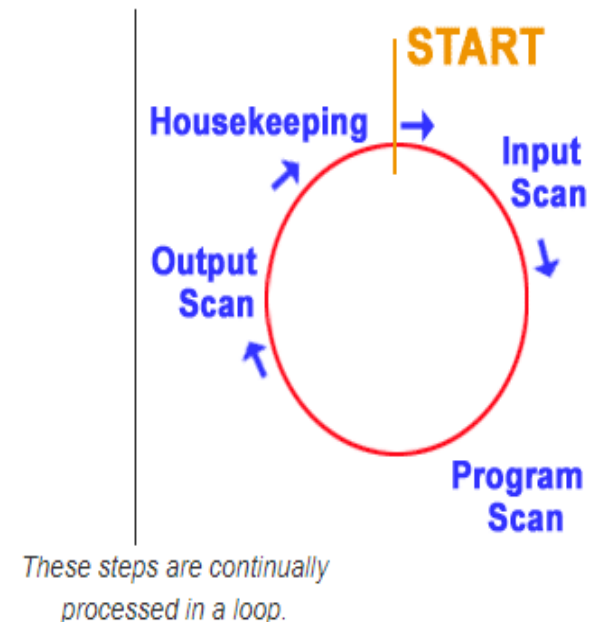 START
Housekeeping
Input
Scan
Output
Scan
Program
Scan
These steps are continually
processed in a loop.